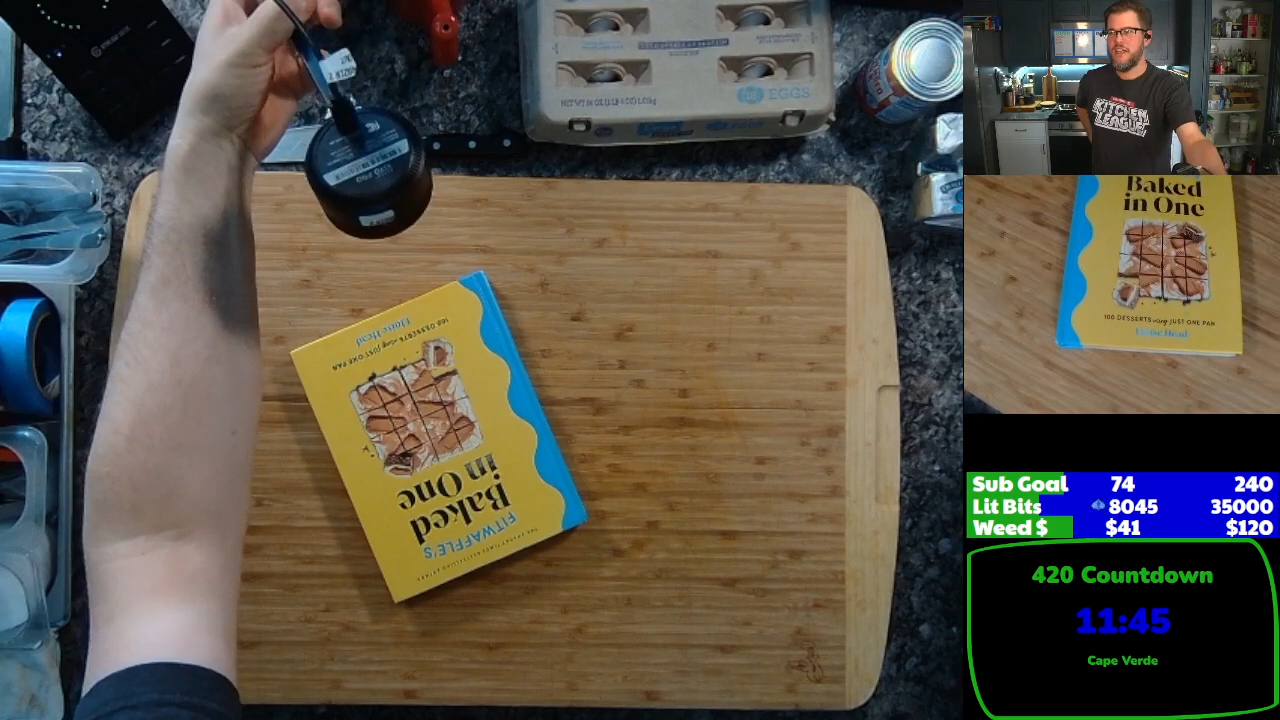 EGGS
KITCHEN
LEAGUE
Baked
in One
100 DESSERTS using JUST ONE PAN
Eloise Head
100 DESSERTS using JUST ONE PAN
Eloise Head
FITWAFFLE'S
Baked
in One
Sub Goal 74 240
Lit Bits 8045 35000
Weed $ $41 $120
420 Countdown
11:45
Cape Verde